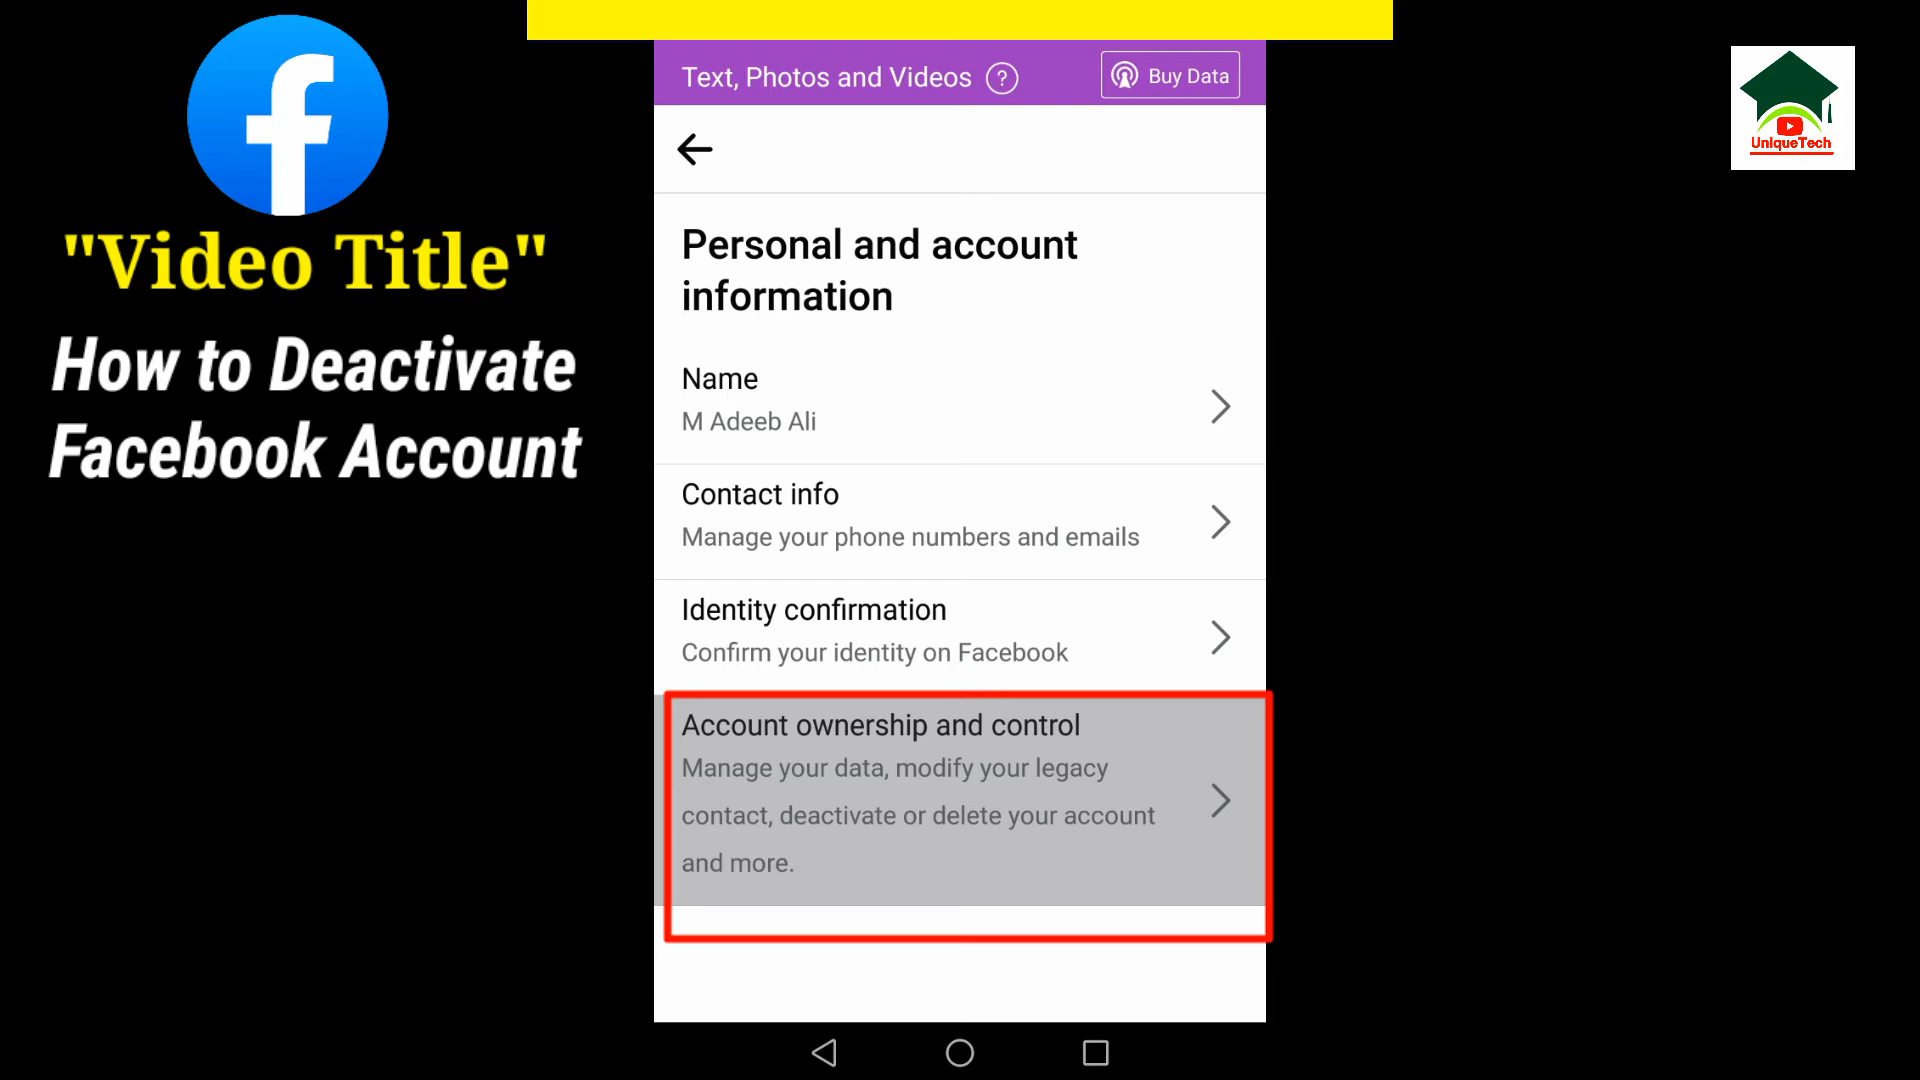 "Video Title"
How to Deactivate
Facebook Account
Text, Photos and Videos ?
Buy Data
Personal and account
information
Name
M Adeeb Ali
Contact info
Manage your phone numbers and emails
Identity confirmation
Confirm your identity on Facebook
Account ownership and control
Manage your data, modify your legacy
contact, deactivate or delete your account
and more.
UniqueTech